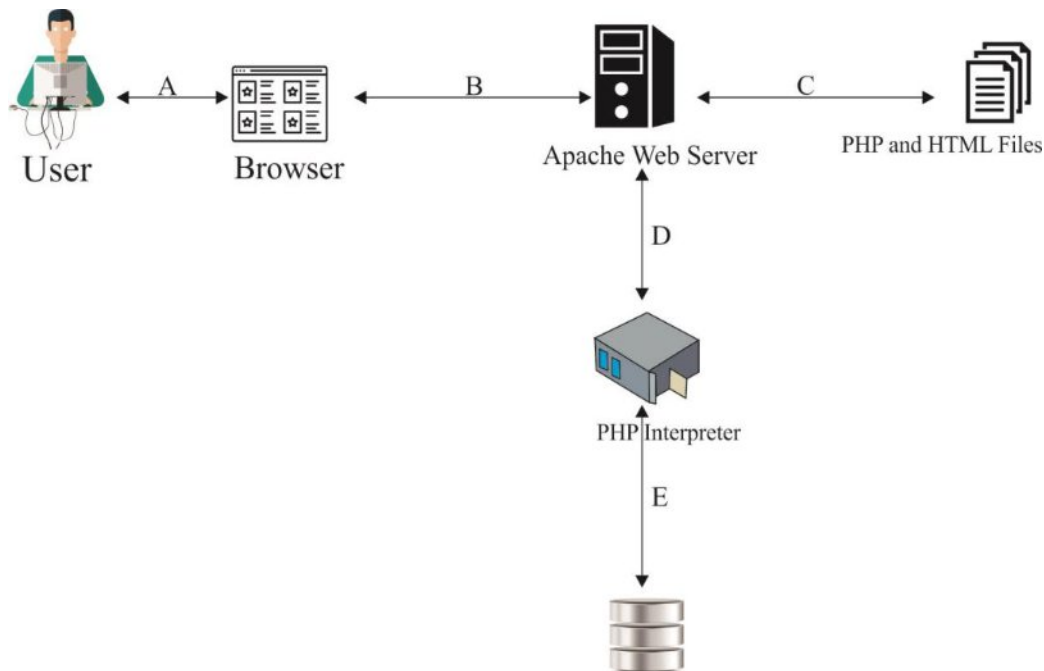 A
B
C
User
Browser
Apache Web Server
PHP and HTML Files
D
PHP Interpreter
E